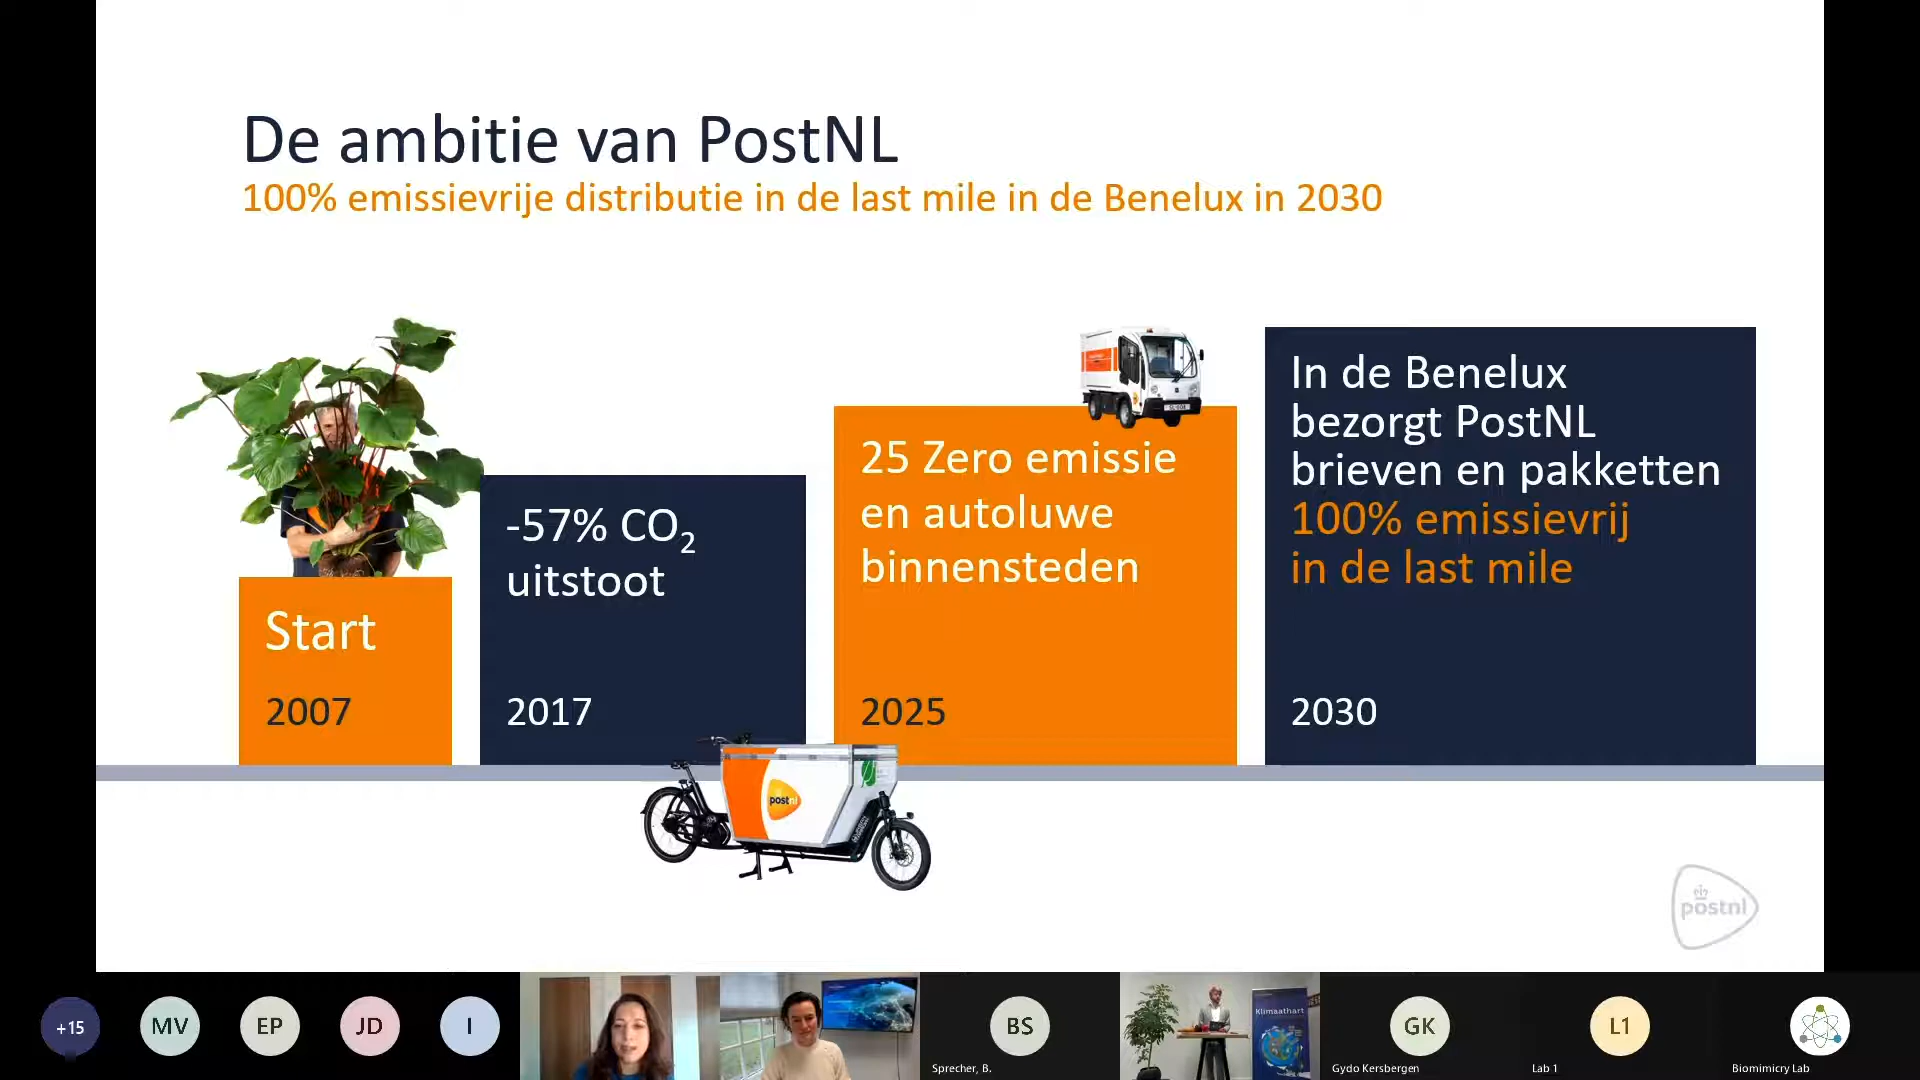 De ambitie van PostNL
100% emissievrije distributie in de last mile in de Benelux in 2030
Start
2007
-57% CO₂
uitstoot
2017
25 Zero emissie
en autoluwe
binnensteden
2025
In de Benelux
bezorgt PostNL
brieven en pakketten
100% emissievrij
in de last mile
2030
postnl
postnl
+15
MV
EP
JD
I
BS
Sprecher, B.
Klimaathart
GK
Gydo Kersbergen
L1
Lab 1
Biomimicry Lab